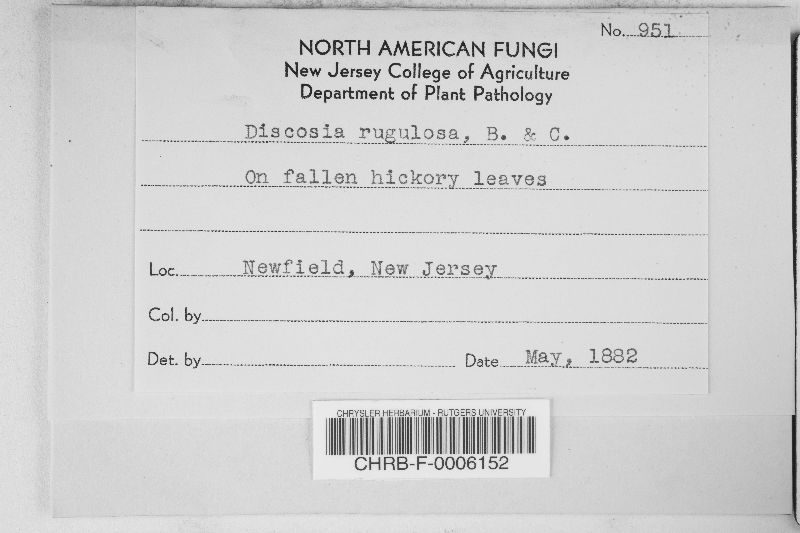 No. 951
NORTH AMERICAN FUNGI
New Jersey College of Agriculture
Department of Plant Pathology
Discosia rugulosa, B. & C.
On fallen hickory leaves
Loc. Newfield, New Jersey
Col. by
Det. by Date May, 1882
CHRYSLER HERBARIUM - RUTGERS UNIVERSITY
CHRB-F-0006152